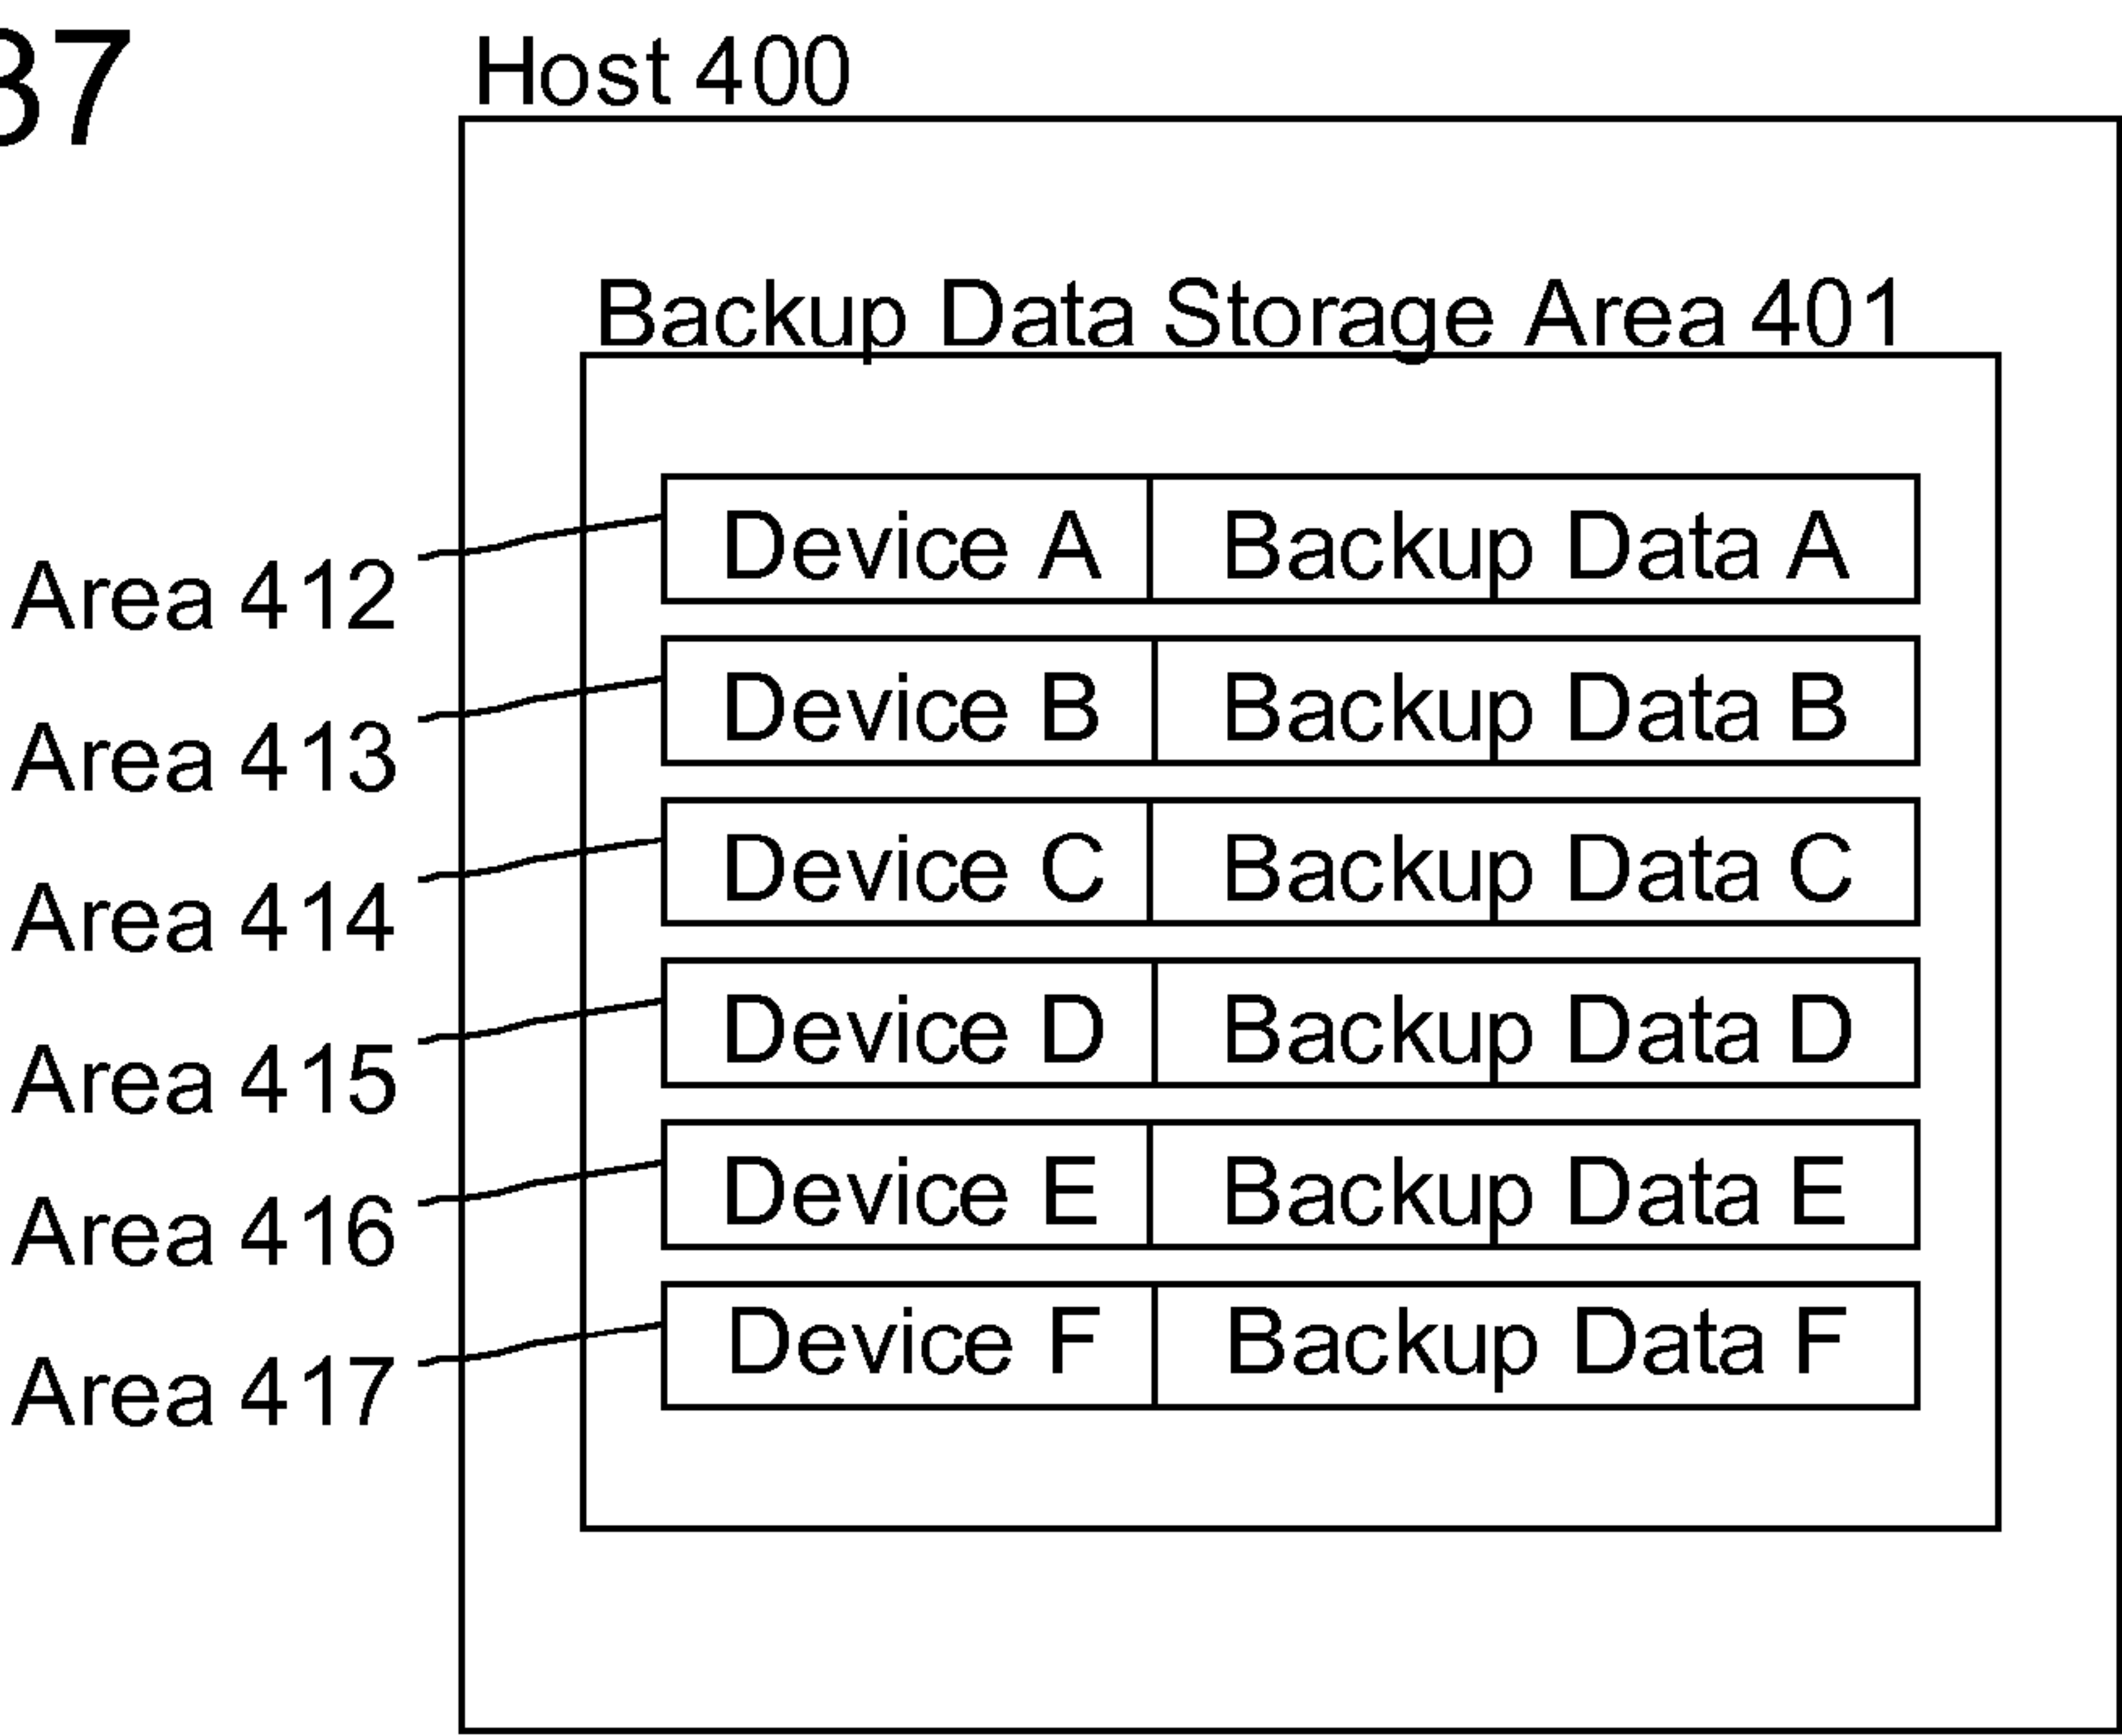 37
Host 400
Backup Data Storage Area 401
Area 412 Device A Backup Data A
Area 413 Device B Backup Data B
Area 414 Device C Backup Data C
Area 415 Device D Backup Data D
Area 416 Device E Backup Data E
Area 417 Device F Backup Data F